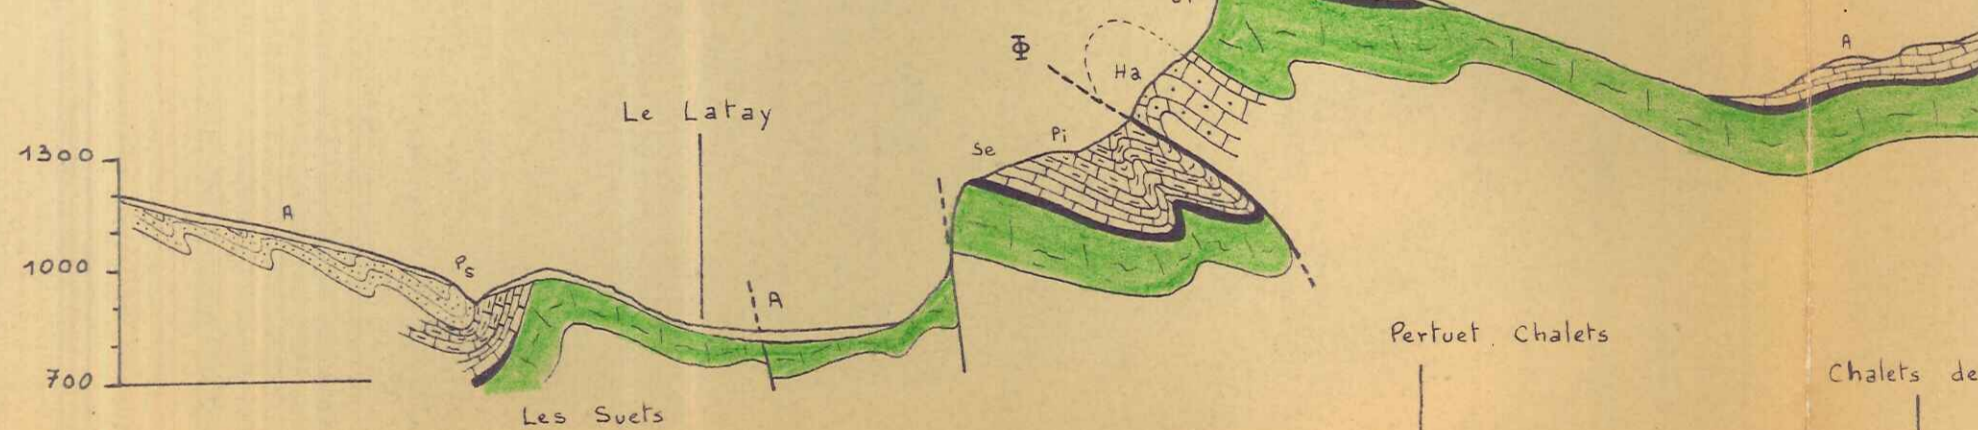 Φ
Ha
A
Le Latay
1300
Pi
Se
A
1000
Ps
A
Pertuet Chalets
700
Chalets de
Les Suets